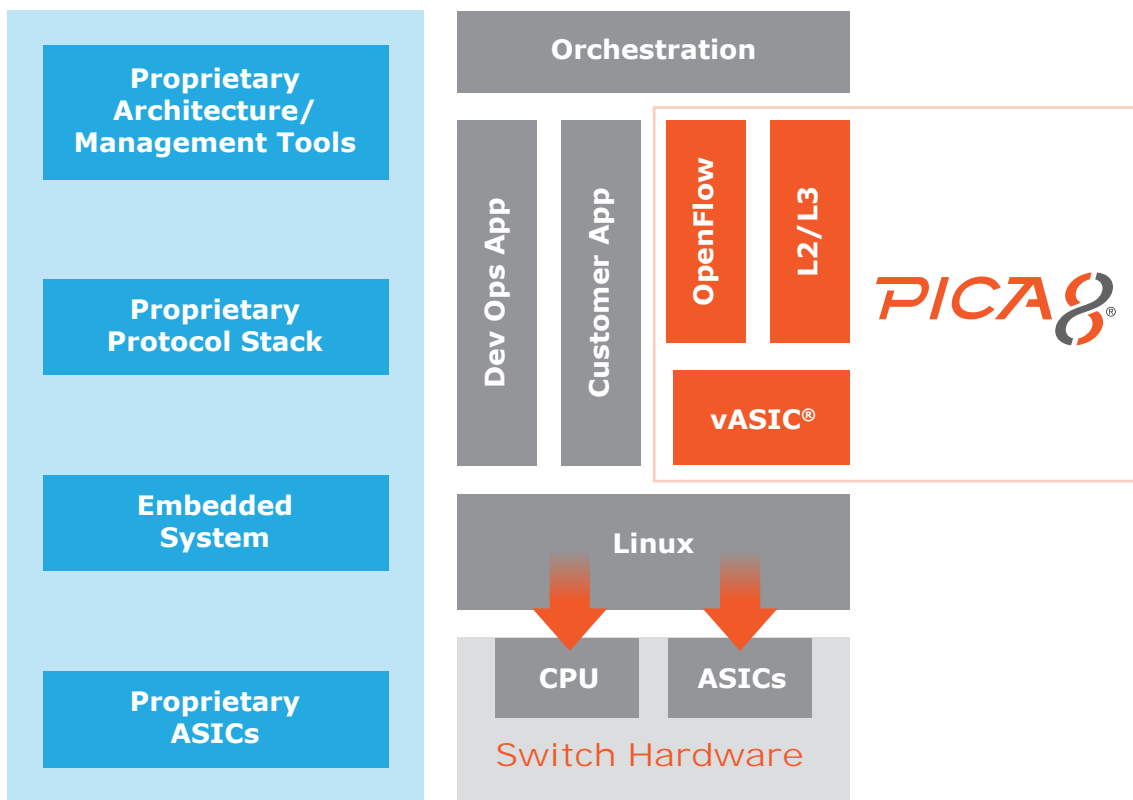 Proprietary
Architecture/
Management Tools
Proprietary
Protocol Stack
Embedded
System
Proprietary
ASICs
Orchestration
Dev Ops App
Customer App
OpenFlow
L2/L3
vASIC®
PICA8®
Linux
CPU
ASICs
Switch Hardware